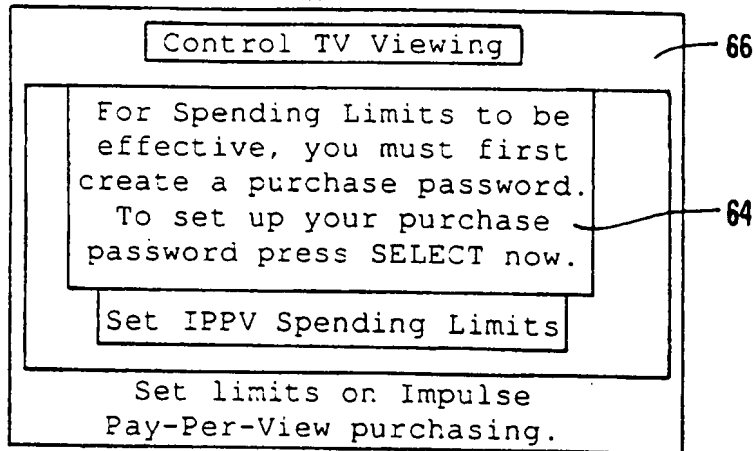 Control TV Viewing
66
For Spending Limits to be
effective, you must first
create a purchase password.
To set up your purchase
password press SELECT now.
64
Set IPPV Spending Limits
Set limits on Impulse
Pay-Per-View purchasing.